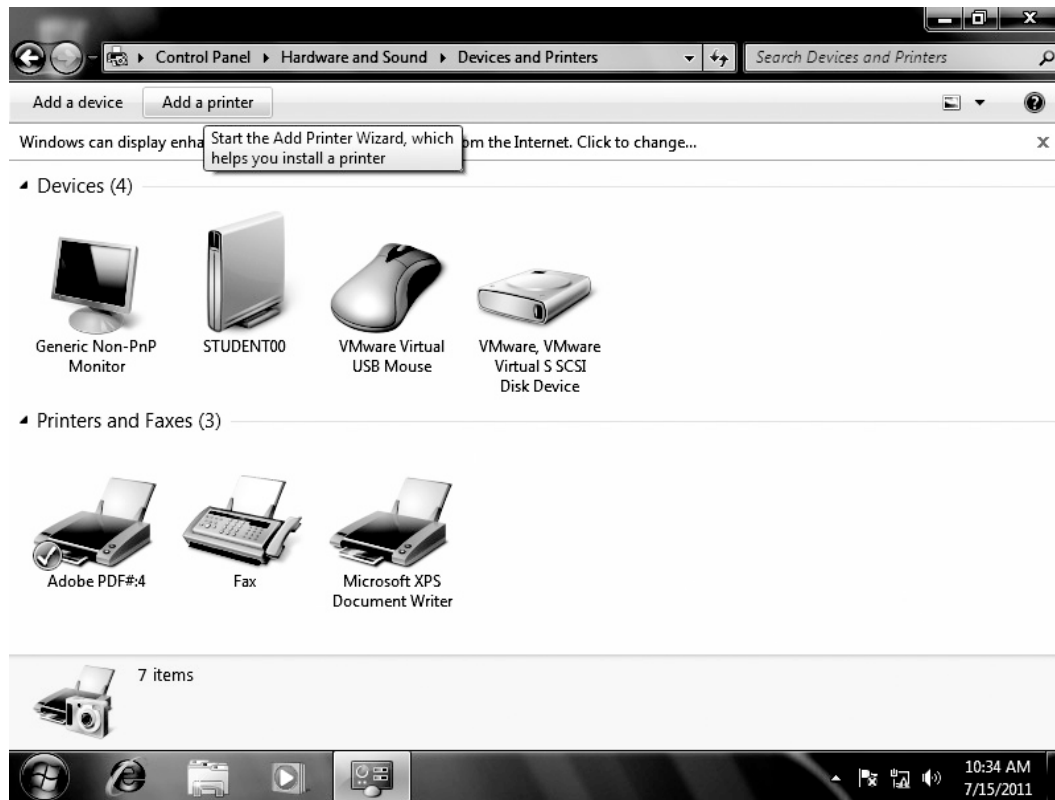 Control Panel ▸ Hardware and Sound ▸ Devices and Printers
Search Devices and Printers
Add a device
Add a printer
Windows can display enha
om the Internet. Click to change...
Start the Add Printer Wizard, which
helps you install a printer
Devices (4)
Generic Non-PnP
Monitor
STUDENT00
VMware Virtual
USB Mouse
VMware, VMware
Virtual S SCSI
Disk Device
Printers and Faxes (3)
Adobe PDF#:4
Fax
Microsoft XPS
Document Writer
7 items
10:34 AM
7/15/2011